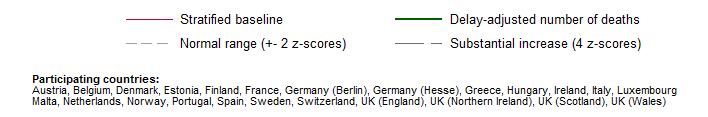 Stratified baseline
Delay-adjusted number of deaths
Normal range (+- 2 z-scores)
Substantial increase (4 z-scores)
Participating countries:
Austria, Belgium, Denmark, Estonia, Finland, France, Germany (Berlin), Germany (Hesse), Greece, Hungary, Ireland, Italy, Luxembourg
Malta, Netherlands, Norway, Portugal, Spain, Sweden, Switzerland, UK (England), UK (Northern Ireland), UK (Scotland), UK (Wales)